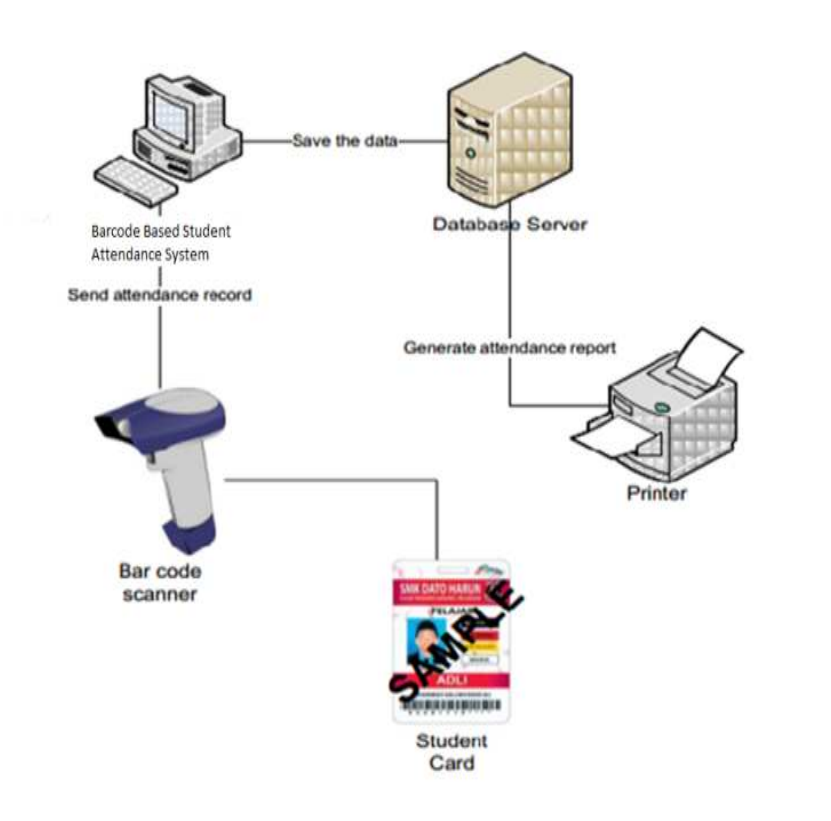 Save the data
Database Server
Barcode Based Student
Attendance System
Send attendance record
Generate attendance report
Printer
Bar code
scanner
SMK DATO HARUN
PELAJAR
SAMPLE
ADLI
Student
Card